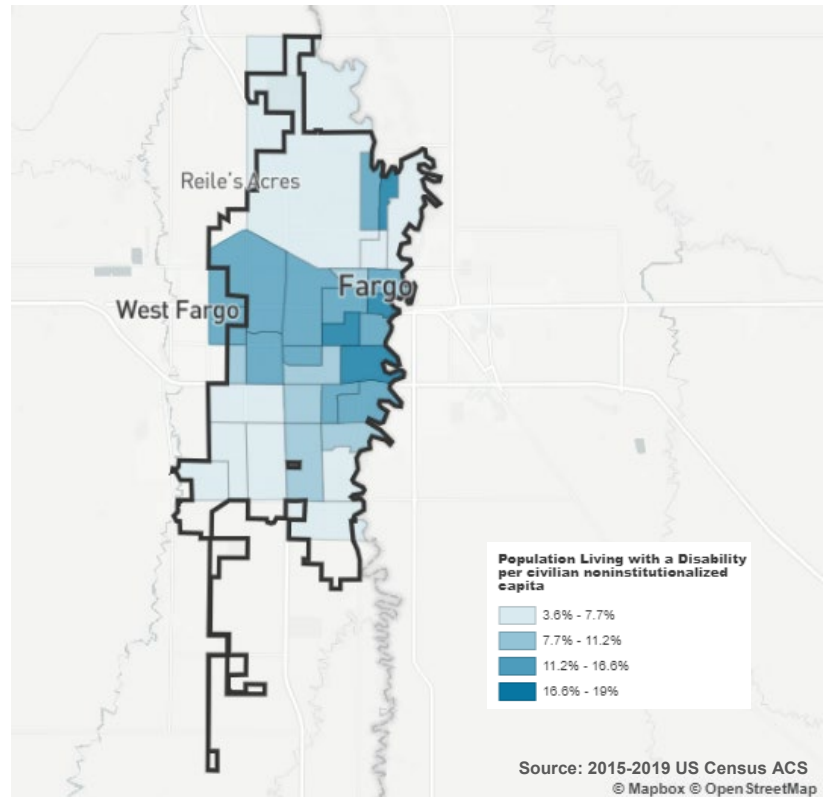 Reile's Acres
Fargo
West Fargo
Population Living with a Disability
per civilian noninstitutionalized
capita
3.6% - 7.7%
7.7% - 11.2%
11.2% - 16.6%
16.6% - 19%
Source: 2015-2019 US Census ACS
© Mapbox © OpenStreetMap